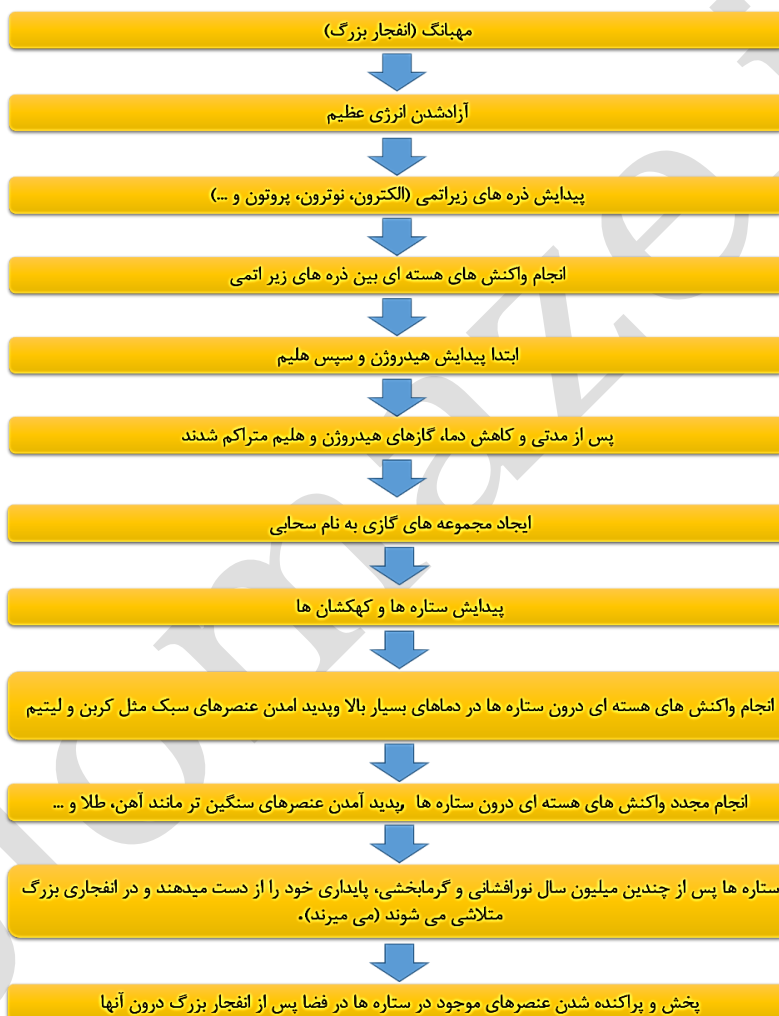 مهبانگ (انفجار بزرگ)
آزادشدن انرژی عظیم
پیدایش ذره های زیراتمی (الکترون، نوترون، پروتون و ...)
انجام واکنش های هسته ای بین ذره های زیر اتمی
ابتدا پیدایش هیدروژن و سپس هلیم
پس از مدتی و کاهش دما، گازهای هیدروژن و هلیم متراکم شدند
ایجاد مجموعه های گازی به نام سحابی
پیدایش ستاره ها و کهکشان ها
انجام واکنش های هسته ای درون ستاره ها در دماهای بسیار بالا وپدید امدن عنصرهای سبک مثل کربن و لیتیم
انجام مجدد واکنش های هسته ای درون ستاره ها وپدید آمدن عنصرهای سنگین تر مانند آهن، طلا و ...
ستاره ها پس از چندین میلیون سال نورافشانی و گرمابخشی، پایداری خود را از دست میدهند و در انفجاری بزرگ
متلاشی می شوند (می میرند).
پخش و پراکنده شدن عنصرهای موجود در ستاره ها در فضا پس از انفجار بزرگ درون آنها